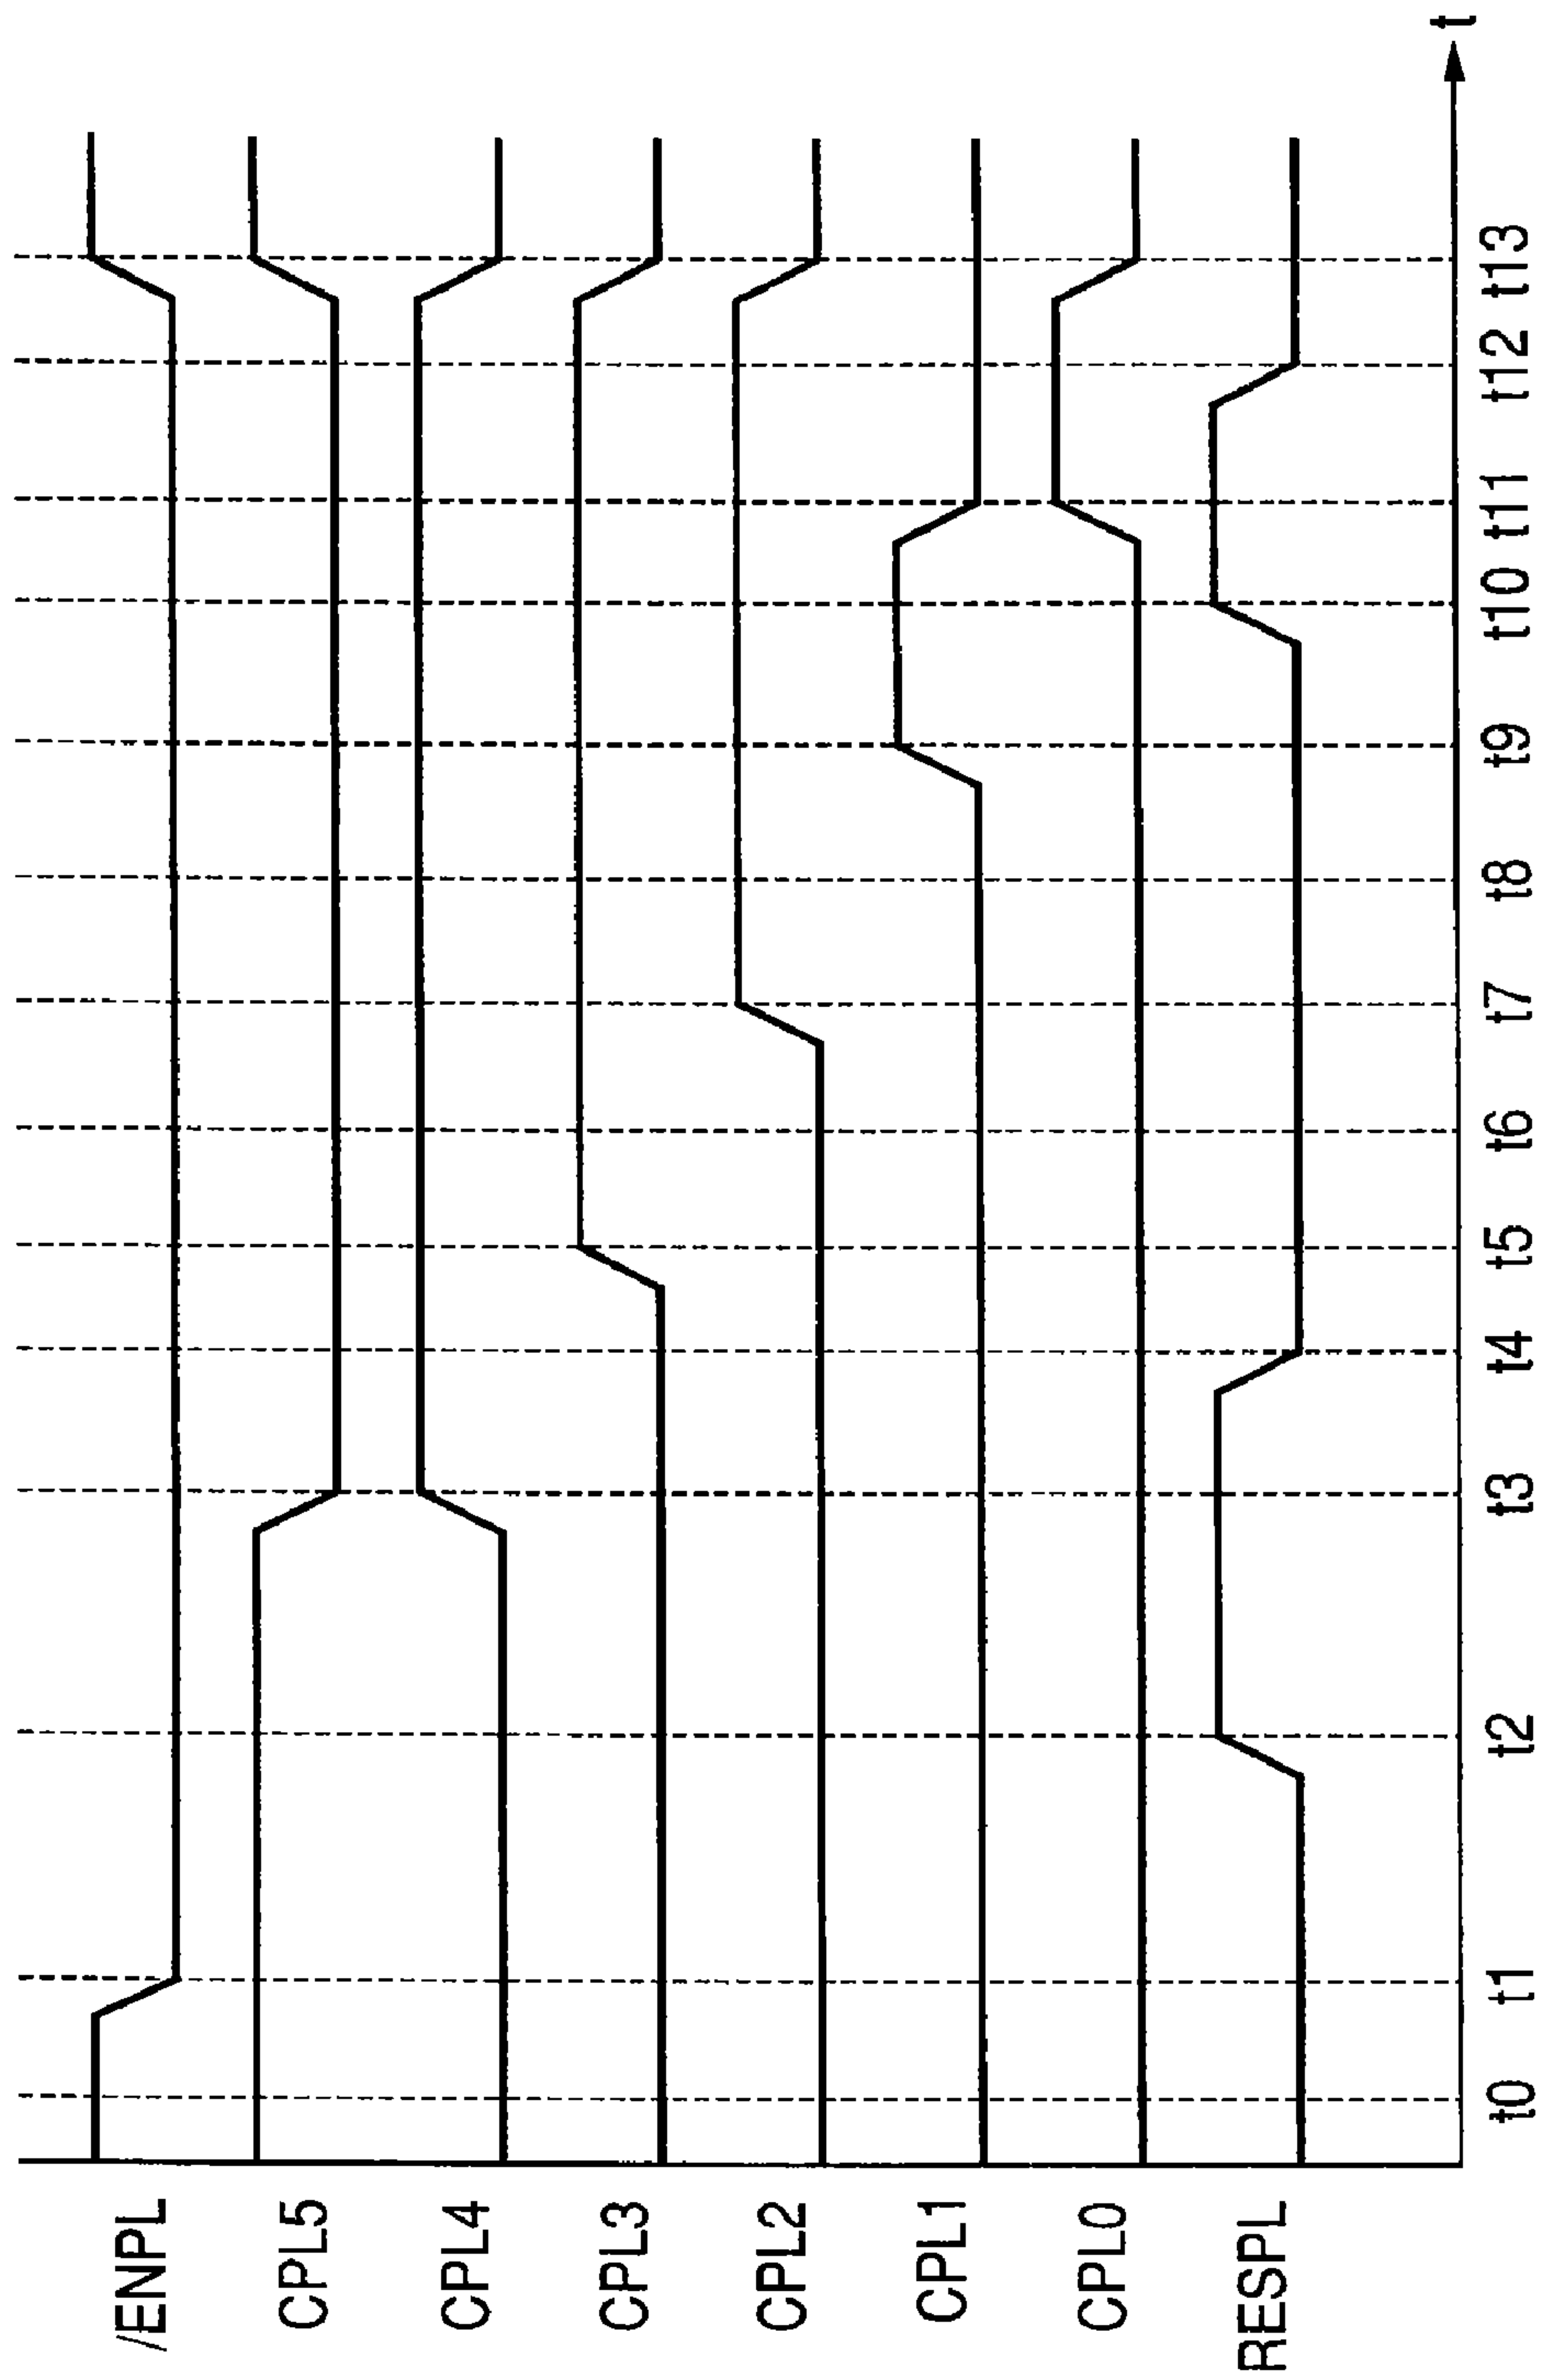 /ENPL
CPL5
CPL4
CPL3
CPL2
CPL1
CPL0
RESPL
t0 t1 t2 t3 t4 t5 t6 t7 t8 t9 t10 t11 t12 t13
t